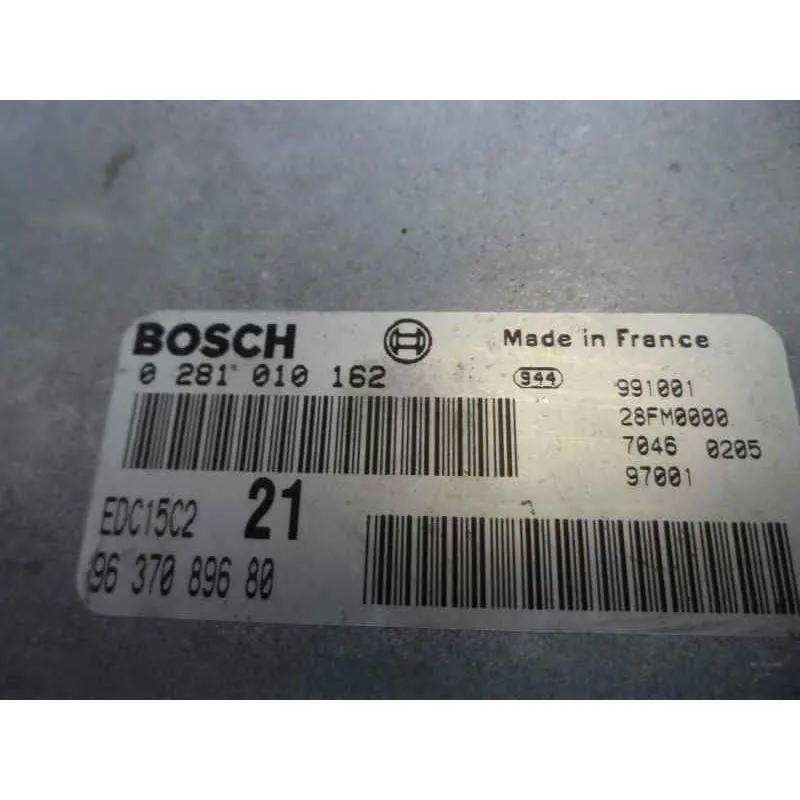 BOSCH Made in France
0 281 010 162 944 991001
28FM0000
7046 0205
97001
EDC15C2 21
96 370 896 80